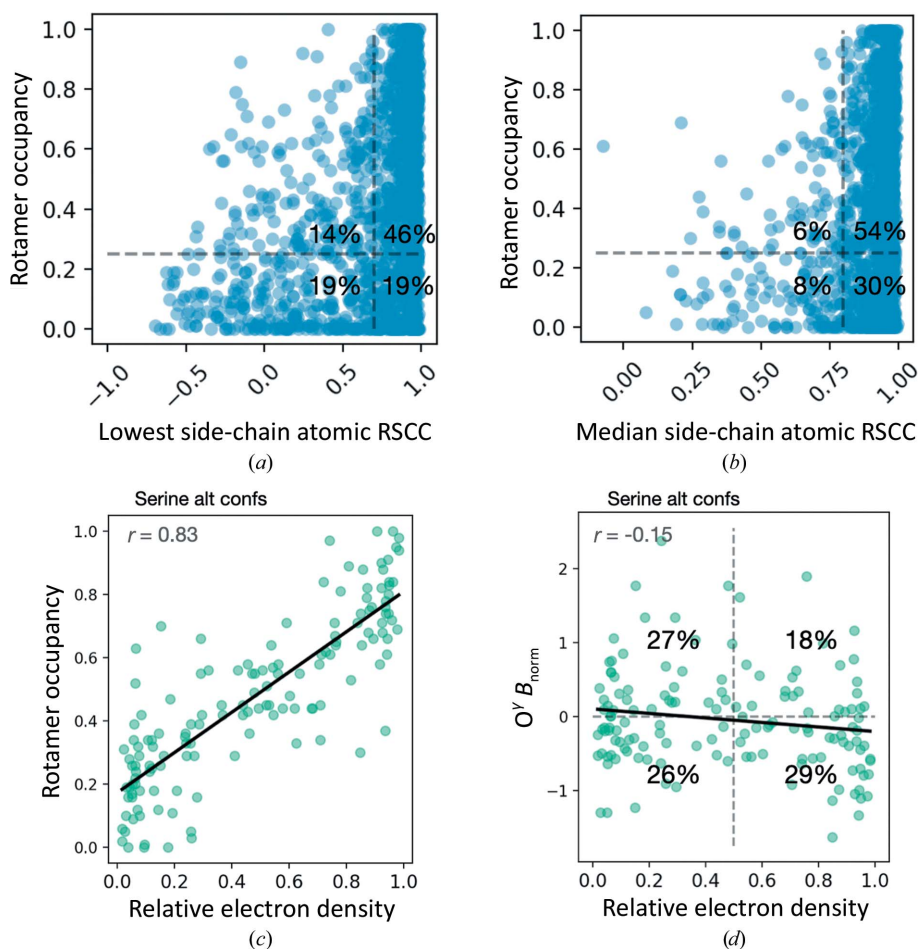 1.0
0.8
0.6
0.4
0.2
0.0
Rotamer occupancy
14%
46%
19%
19%
−1.0
−0.5
0.0
0.5
1.0
Lowest side-chain atomic RSCC
(a)
1.0
0.8
0.6
0.4
0.2
0.0
Rotamer occupancy
6%
54%
8%
30%
0.00
0.25
0.50
0.75
1.00
Median side-chain atomic RSCC
(b)
Serine alt confs
r = 0.83
1.0
0.8
0.6
0.4
0.2
0.0
Rotamer occupancy
0.0 0.2 0.4 0.6 0.8 1.0
Relative electron density
(c)
Serine alt confs
r = -0.15
2
1
0
−1
O^γ B_norm
27%
18%
26%
29%
0.0 0.2 0.4 0.6 0.8 1.0
Relative electron density
(d)